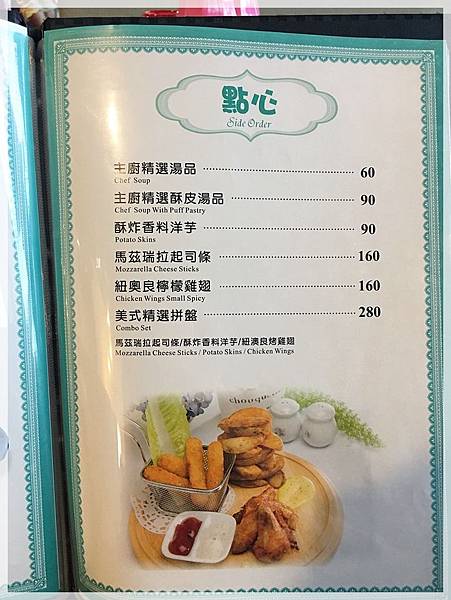 點心
Side Order
主廚精選湯品 60
Chef Soup
主廚精選酥皮湯品 90
Chef Soup With Puff Pastry
酥炸香料洋芋 90
Potato Skins
馬茲瑞拉起司條 160
Mozzarella Cheese Sticks
紐奧良檸檬雞翅 160
Chicken Wings Small Spicy
美式精選拼盤 280
Combo Set
馬茲瑞拉起司條/酥炸香料洋芋/紐澳良烤雞翅
Mozzarella Cheese Sticks / Potato Skins / Chicken Wings